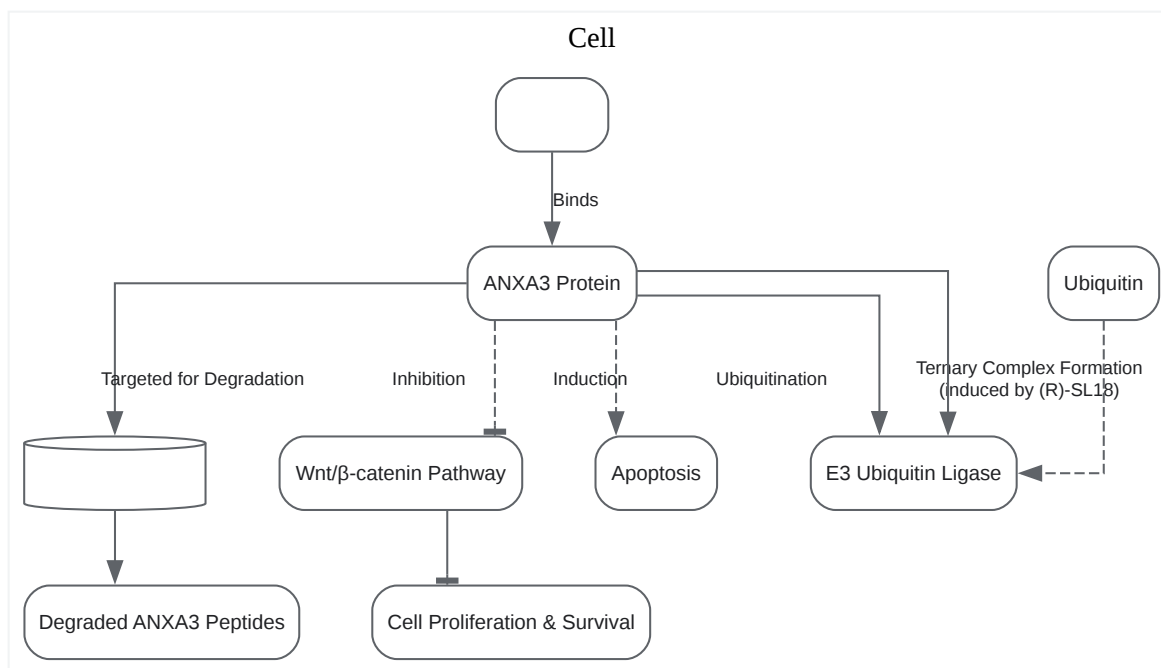 Cell
Binds
ANXA3 Protein
Ubiquitin
Targeted for Degradation
Inhibition
Induction
Ubiquitination
Ternary Complex Formation
(induced by (R)-SL18)
Wnt/β-catenin Pathway
Apoptosis
E3 Ubiquitin Ligase
Degraded ANXA3 Peptides
Cell Proliferation & Survival